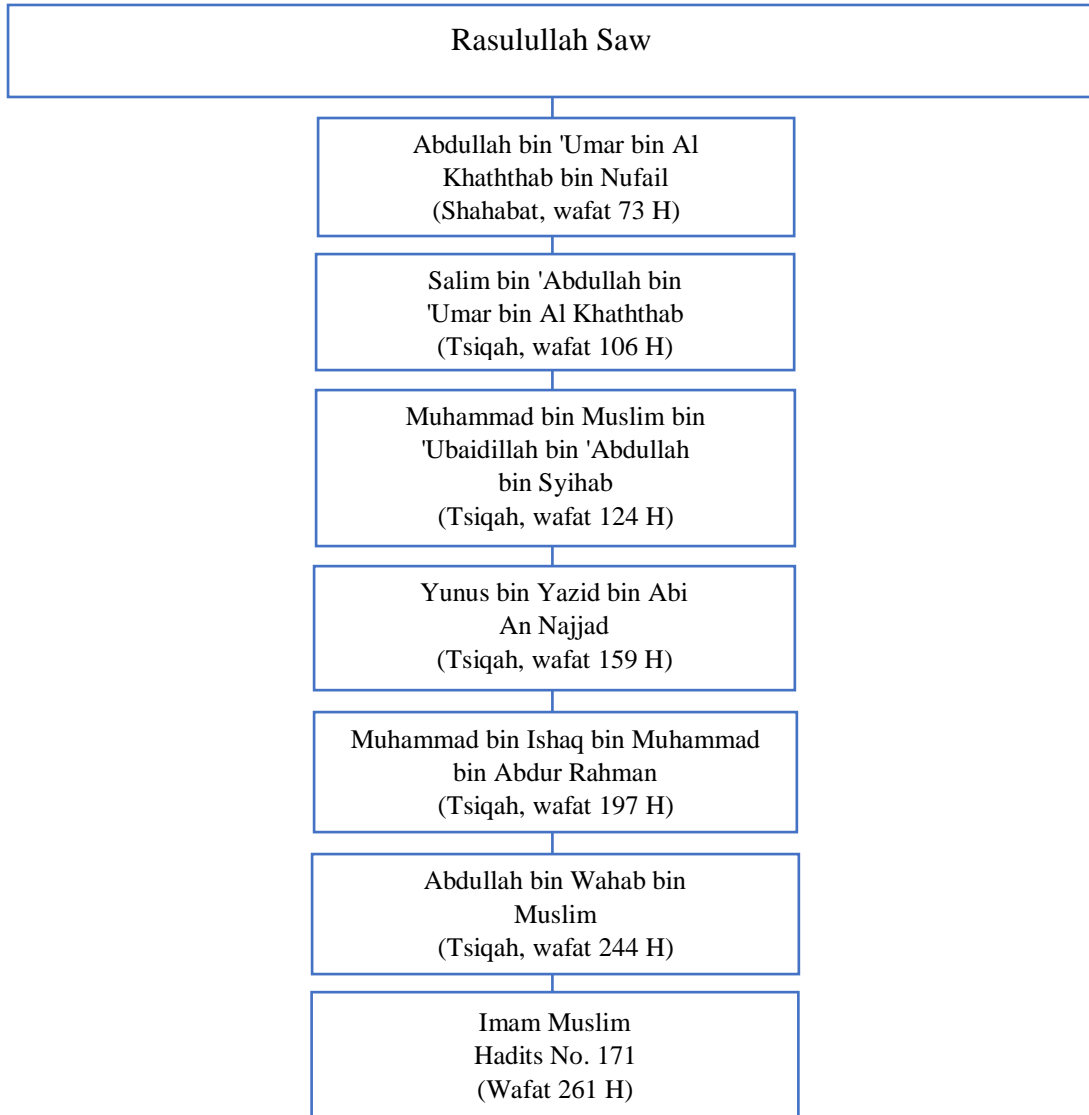 Rasulullah Saw
Abdullah bin 'Umar bin Al
Khaththab bin Nufail
(Shahabat, wafat 73 H)
Salim bin 'Abdullah bin
'Umar bin Al Khaththab
(Tsiqah, wafat 106 H)
Muhammad bin Muslim bin
'Ubaidillah bin 'Abdullah
bin Syihab
(Tsiqah, wafat 124 H)
Yunus bin Yazid bin Abi
An Najjad
(Tsiqah, wafat 159 H)
Muhammad bin Ishaq bin Muhammad
bin Abdur Rahman
(Tsiqah, wafat 197 H)
Abdullah bin Wahab bin
Muslim
(Tsiqah, wafat 244 H)
Imam Muslim
Hadits No. 171
(Wafat 261 H)